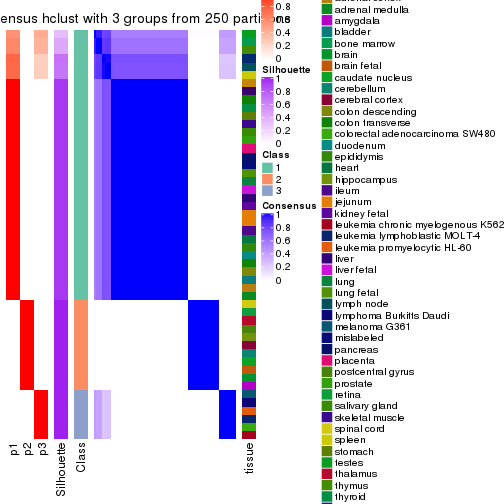 ensus hclust with 3 groups from 250 parti
0.8
0.6
0.4
0.2
0
Silhouette
1
0.8
0.6
0.4
0.2
0
Class
1
2
3
Consensus
1
0.8
0.6
0.4
0.2
0
adrenal medulla
amygdala
bladder
bone marrow
brain
brain fetal
caudate nucleus
cerebellum
cerebral cortex
colon descending
colon transverse
colorectal adenocarcinoma SW480
duodenum
epididymis
heart
hippocampus
ileum
jejunum
kidney fetal
leukemia chronic myelogenous K562
leukemia lymphoblastic MOLT-4
leukemia promyelocytic HL-60
liver
liver fetal
lung
lung fetal
lymph node
lymphoma Burkitts Daudi
melanoma G361
mislabeled
pancreas
placenta
postcentral gyrus
prostate
retina
salivary gland
skeletal muscle
spinal cord
spleen
stomach
testes
thalamus
thymus
thyroid
p1
p2
p3
Silhouette
Class
tissue